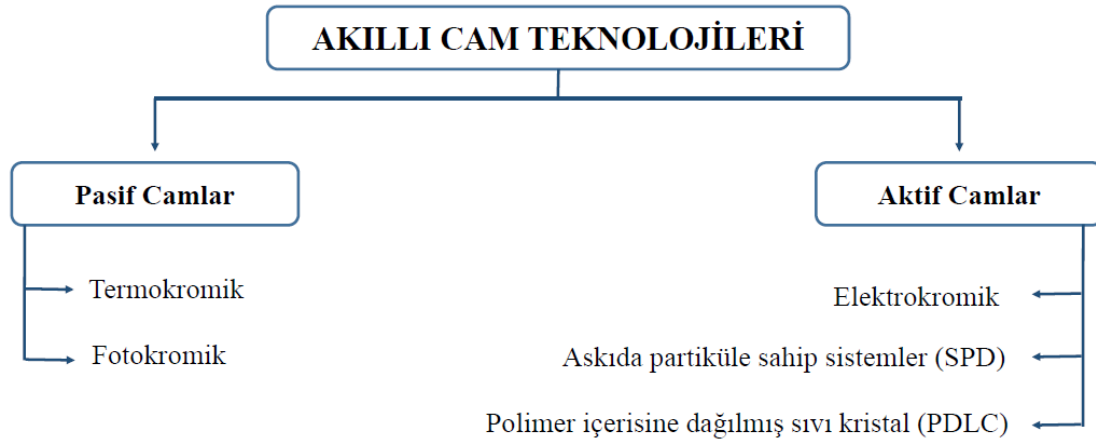 AKILLI CAM TEKNOLOJİLERİ
Pasif Camlar
Termokromik
Fotokromik
Aktif Camlar
Elektrokromik
Askıda partiküle sahip sistemler (SPD)
Polimer içerisine dağılmış sıvı kristal (PDLC)